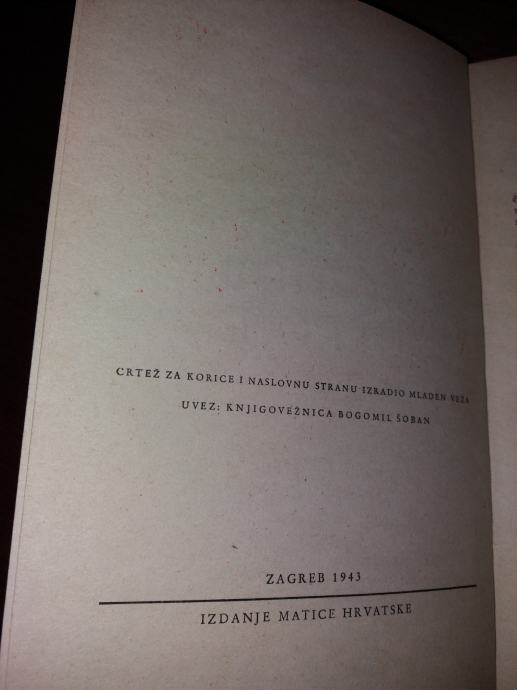 CRTEŽ ZA KORICE I NASLOVNU STRANU IZRADIO MLADEN VEŽA
UVEZ: KNJIGOVEŽNICA BOGOMIL ŠOBAN
ZAGREB 1943
IZDANJE MATICE HRVATSKE